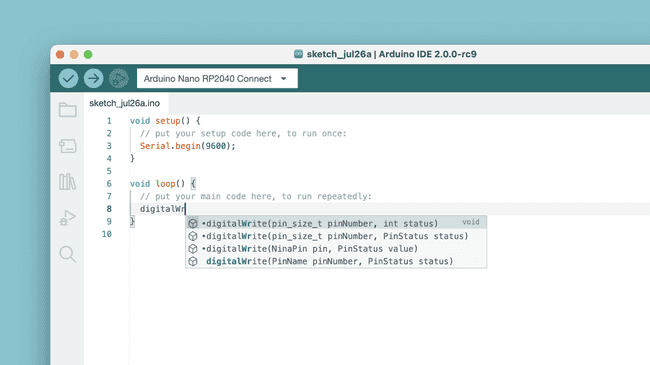 sketch_jul26a | Arduino IDE 2.0.0-rc9
Arduino Nano RP2040 Connect
sketch_jul26a.ino
1 void setup() {
2 // put your setup code here, to run once:
3 Serial.begin(9600);
4 }
5
6 void loop() {
7 // put your main code here, to run repeatedly:
8 digitalWr
•digitalWrite(pin_size_t pinNumber, int status) void
9 }
•digitalWrite(pin_size_t pinNumber, PinStatus status)
10
•digitalWrite(NinaPin pin, PinStatus value)
digitalWrite(PinName pinNumber, PinStatus status)